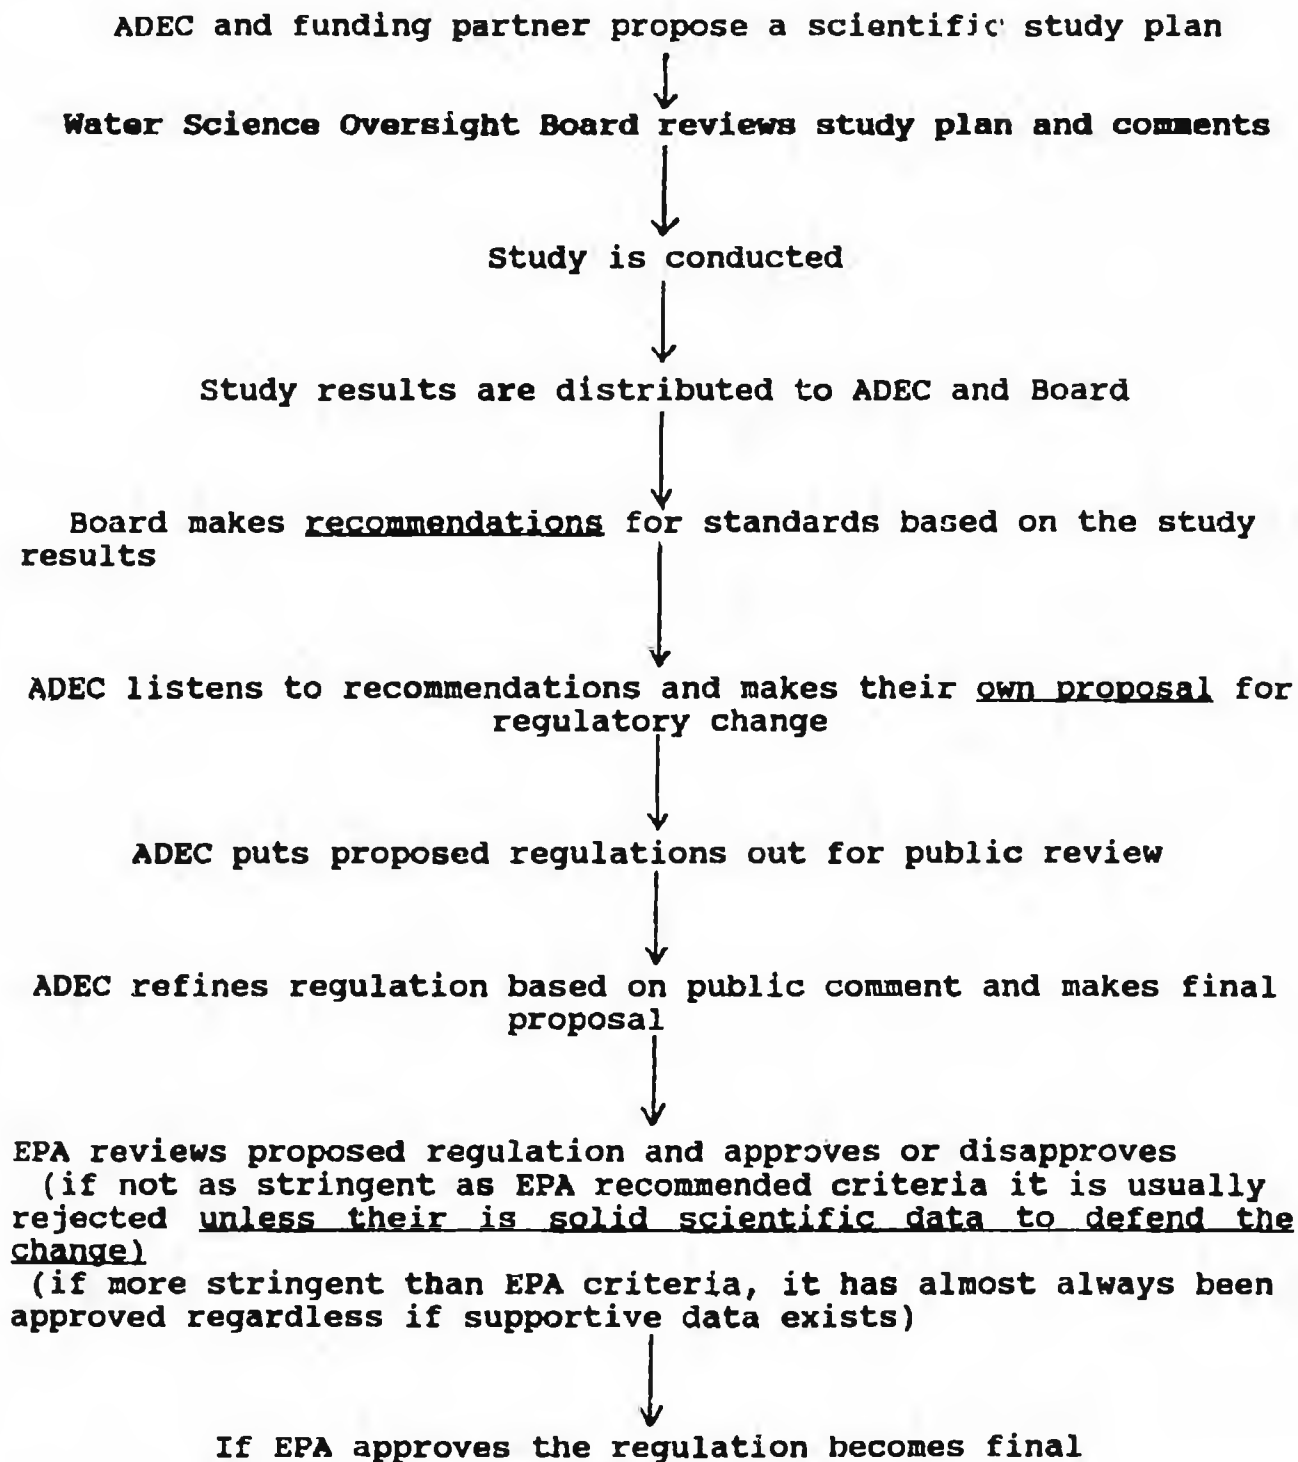 ADEC and funding partner propose a scientific study plan
Water Science Oversight Board reviews study plan and comments
Study is conducted
Study results are distributed to ADEC and Board
Board makes recommendations for standards based on the study
results
ADEC listens to recommendations and makes their own proposal for
regulatory change
ADEC puts proposed regulations out for public review
ADEC refines regulation based on public comment and makes final
proposal
EPA reviews proposed regulation and approves or disapproves
(if not as stringent as EPA recommended criteria it is usually
rejected unless their is solid scientific data to defend the
change)
(if more stringent than EPA criteria, it has almost always been
approved regardless if supportive data exists)
If EPA approves the regulation becomes final